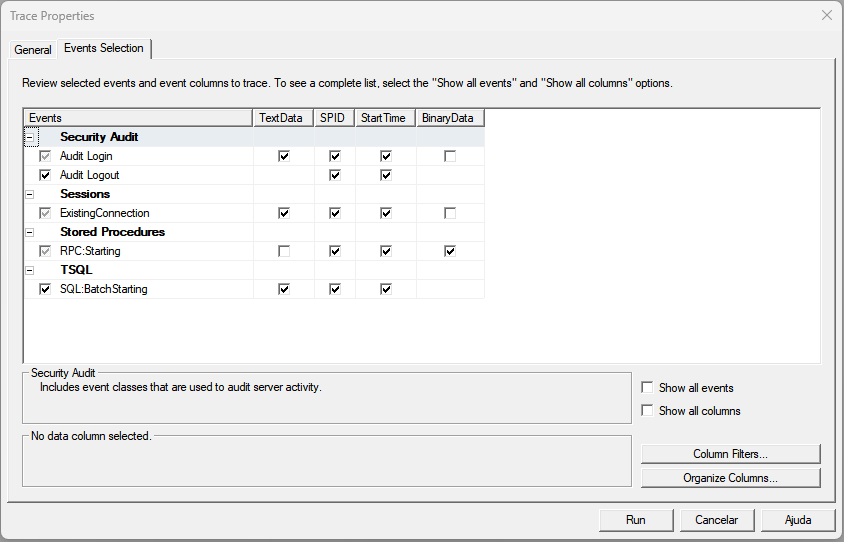 Trace Properties
General
Events Selection
Review selected events and event columns to trace. To see a complete list, select the "Show all events" and "Show all columns" options.
Events TextData SPID StartTime BinaryData
Security Audit
Audit Login
Audit Logout
Sessions
ExistingConnection
Stored Procedures
RPC:Starting
TSQL
SQL:BatchStarting
Security Audit
Includes event classes that are used to audit server activity.
Show all events
Show all columns
No data column selected.
Column Filters...
Organize Columns...
Run Cancelar Ajuda